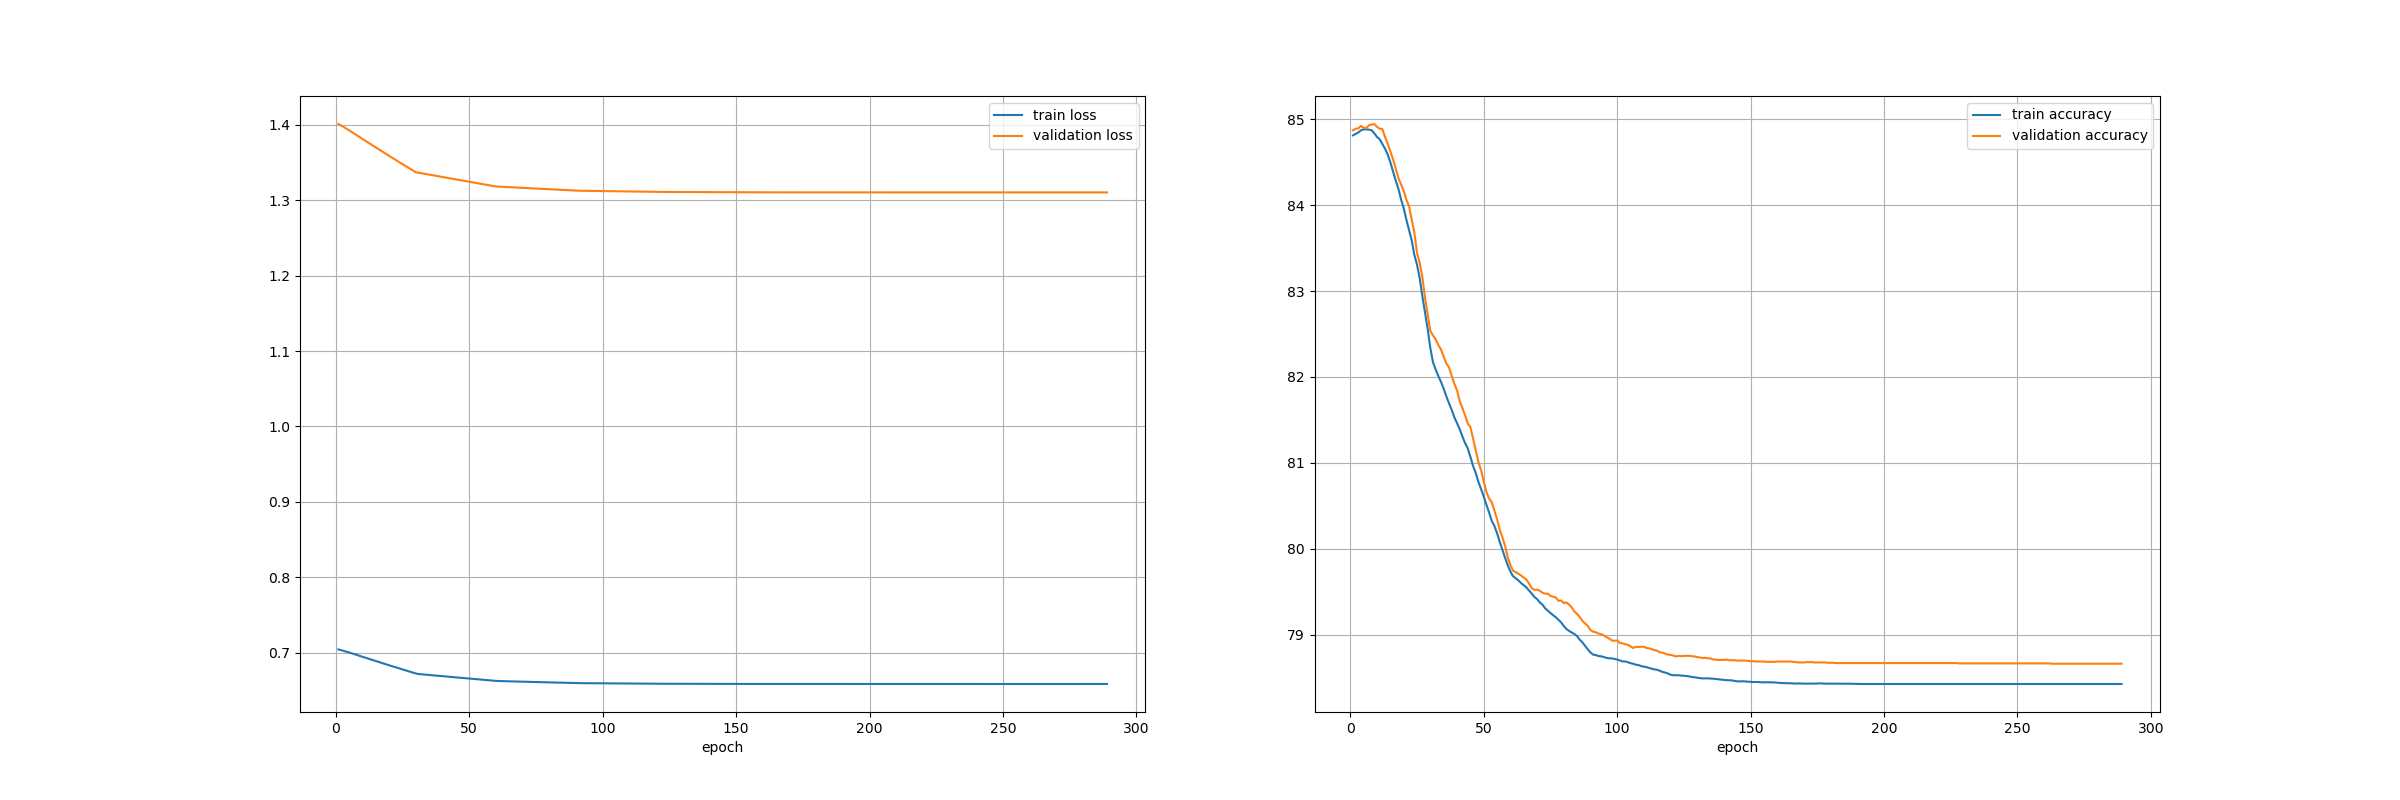 train loss
validation loss
1.4
1.3
1.2
1.1
1.0
0.9
0.8
0.7
0 50 100 150 200 250 300
epoch
train accuracy
validation accuracy
85
84
83
82
81
80
79
0 50 100 150 200 250 300
epoch